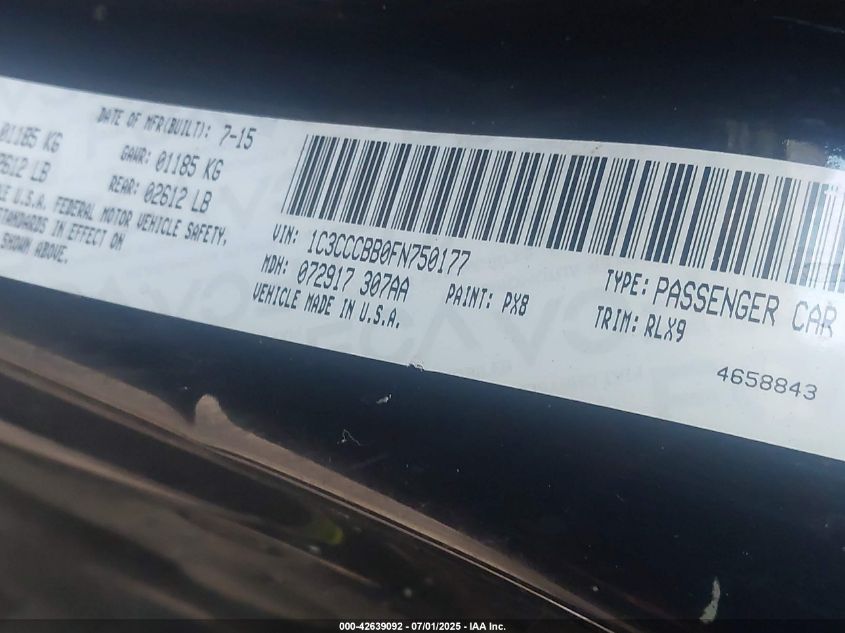 DATE OF MFR(BUILT): 7-15
01185 KG GAWR: 01185 KG
02612 LB REAR: 02612 LB
U.S.A. FEDERAL MOTOR VEHICLE SAFETY,
STANDARDS IN EFFECT ON
SHOWN ABOVE.
VIN: 1C3CCCBB0FN750177
TYPE: PASSENGER CAR
MDH: 072917 307AA
PAINT: PX8
TRIM: RLX9
VEHICLE MADE IN U.S.A.
4658843
000-42639092 - 07/01/2025 - IAA Inc.